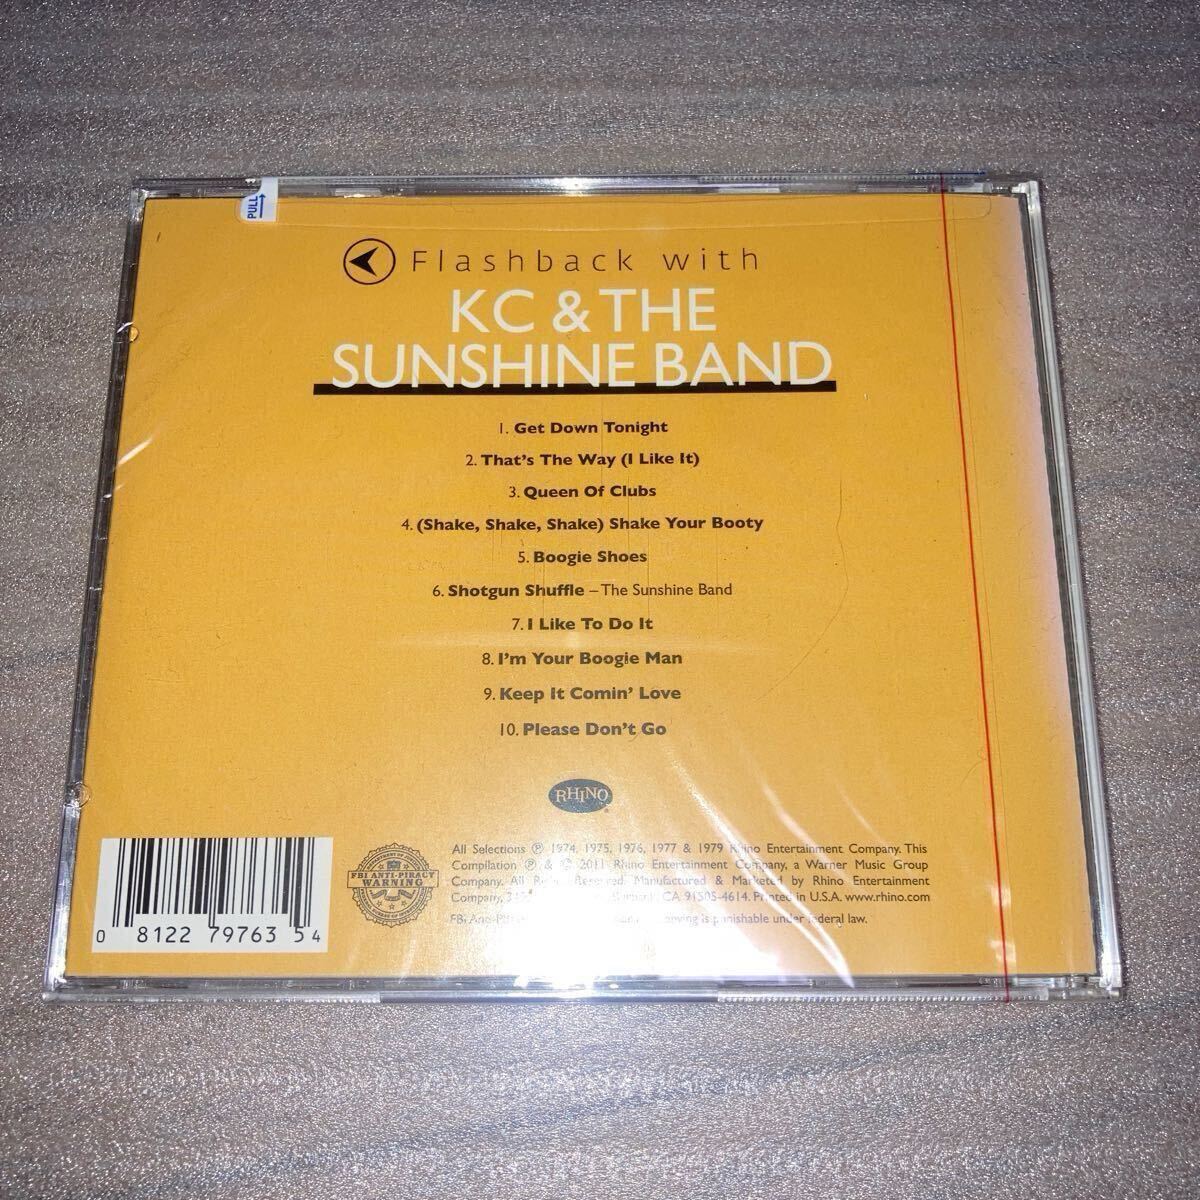 PULL
Flashback with
KC & THE
SUNSHINE BAND
1. Get Down Tonight
2. That's The Way (I Like It)
3. Queen Of Clubs
4. (Shake, Shake, Shake) Shake Your Booty
5. Boogie Shoes
6. Shotgun Shuffle – The Sunshine Band
7. I Like To Do It
8. I'm Your Boogie Man
9. Keep It Comin' Love
10. Please Don't Go
RHINO
All Selections ℗ 1974, 1975, 1976, 1977 & 1979 Rhino Entertainment Company. This
Compilation ℗ & © 2011 Rhino Entertainment Company, a Warner Music Group
Company. All Reserved. Manufactured & Marketed by Rhino Entertainment
Company, CA 91505-4614. Printed in U.S.A. www.rhino.com
is punishable under federal law.
FBI ANTI-PIRACY
WARNING
0 8122 79763 5 4